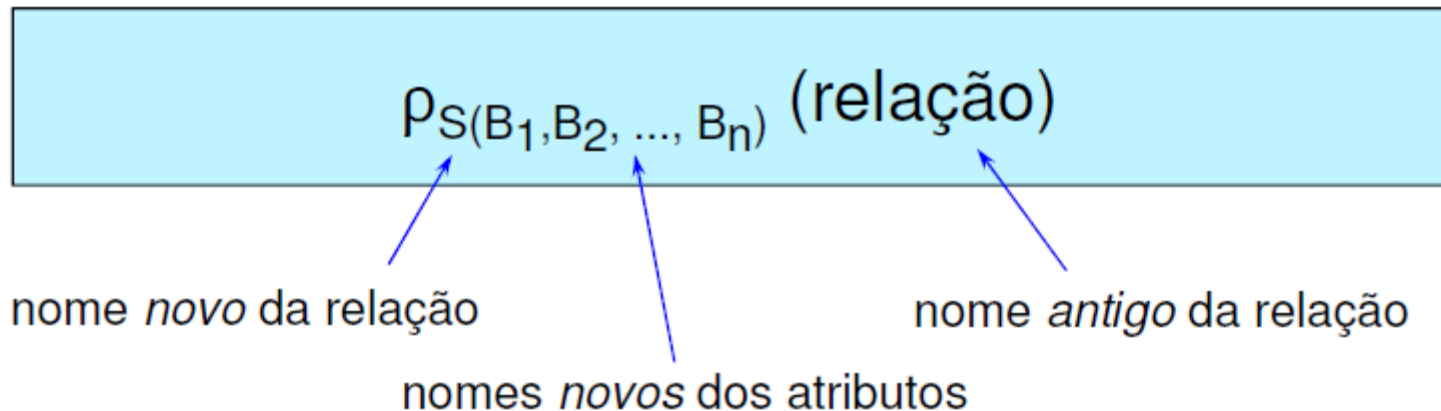 ρS(B1,B2, ..., Bn) (relação)
nome novo da relação
nome antigo da relação
nomes novos dos atributos